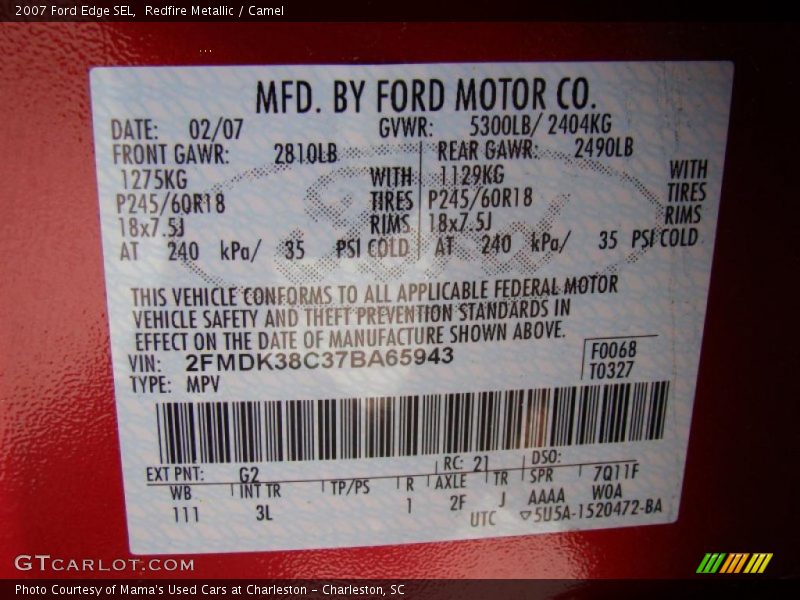 2007 Ford Edge SEL, Redfire Metallic / Camel
MFD. BY FORD MOTOR CO.
DATE: 02/07 GVWR: 5300LB/ 2404KG
FRONT GAWR: 2810LB REAR GAWR: 2490LB
1275KG WITH 1129KG WITH
P245/60R18 TIRES P245/60R18 TIRES
18x7.5J RIMS 18x7.5J RIMS
AT 240 kPa/ 35 PSI COLD AT 240 kPa/ 35 PSI COLD
THIS VEHICLE CONFORMS TO ALL APPLICABLE FEDERAL MOTOR
VEHICLE SAFETY AND THEFT PREVENTION STANDARDS IN
EFFECT ON THE DATE OF MANUFACTURE SHOWN ABOVE.
VIN: 2FMDK38C37BA65943 F0068
TYPE: MPV T0327
EXT PNT: G2 RC: 21 DSO:
WB INT TR TP/PS R AXLE TR SPR 7Q11F
111 3L 1 2F J AAAA W0A
UTC ▽5U5A-1520472-BA
GTCARLOT.COM
Photo Courtesy of Mama's Used Cars at Charleston - Charleston, SC